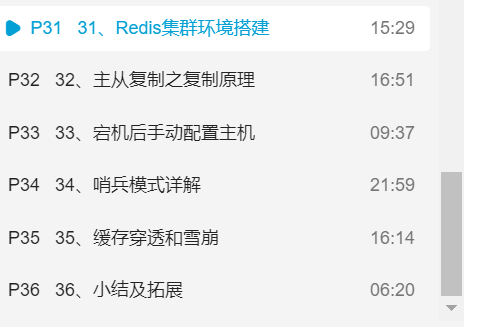 P31 31、Redis集群环境搭建 15:29
P32 32、主从复制之复制原理 16:51
P33 33、宕机后手动配置主机 09:37
P34 34、哨兵模式详解 21:59
P35 35、缓存穿透和雪崩 16:14
P36 36、小结及拓展 06:20